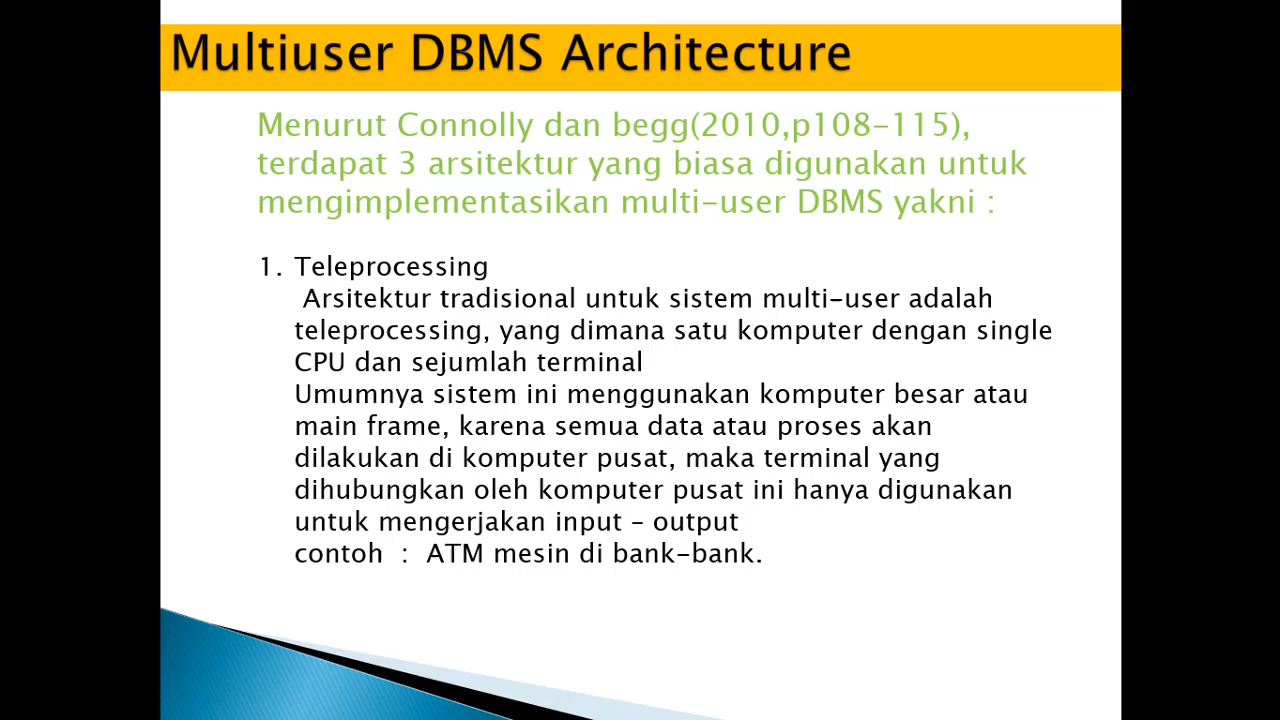 Multiuser DBMS Architecture
Menurut Connolly dan begg(2010,p108-115),
terdapat 3 arsitektur yang biasa digunakan untuk
mengimplementasikan multi-user DBMS yakni :
1. Teleprocessing
Arsitektur tradisional untuk sistem multi-user adalah
teleprocessing, yang dimana satu komputer dengan single
CPU dan sejumlah terminal
Umumnya sistem ini menggunakan komputer besar atau
main frame, karena semua data atau proses akan
dilakukan di komputer pusat, maka terminal yang
dihubungkan oleh komputer pusat ini hanya digunakan
untuk mengerjakan input – output
contoh : ATM mesin di bank-bank.